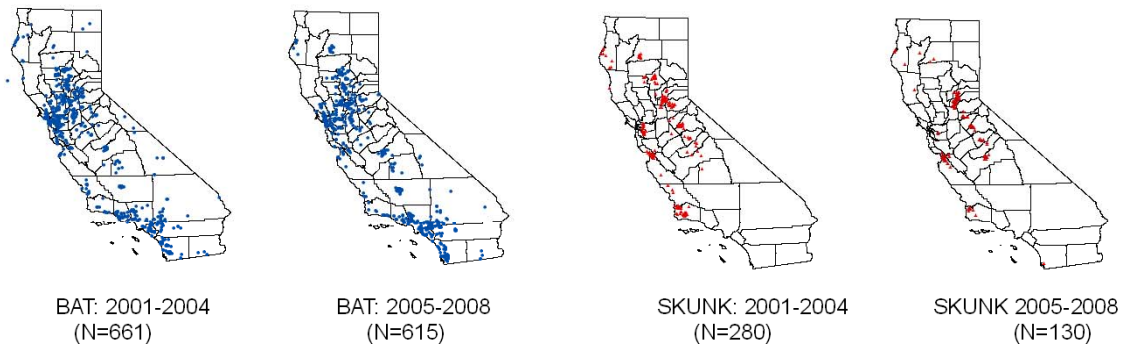 BAT: 2001-2004
(N=661)
BAT: 2005-2008
(N=615)
SKUNK: 2001-2004
(N=280)
SKUNK 2005-2008
(N=130)